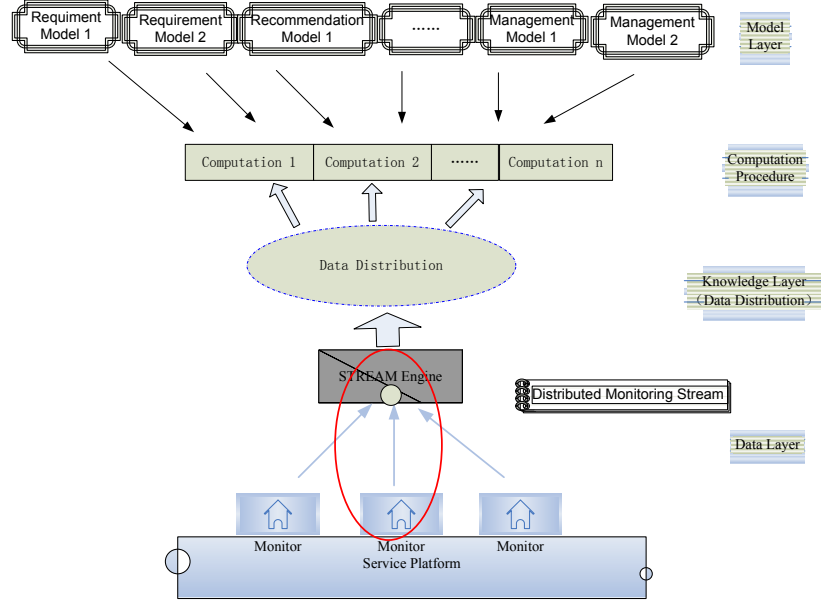 Requiment
Model 1
Requirement
Model 2
Recommendation
Model 1
······
Management
Model 1
Management
Model 2
Model
Layer
Computation 1
Computation 2
······
Computation n
Computation
Procedure
Data Distribution
Knowledge Layer
(Data Distribution)
STREAM Engine
Distributed Monitoring Stream
Data Layer
Monitor
Monitor
Monitor
Service Platform